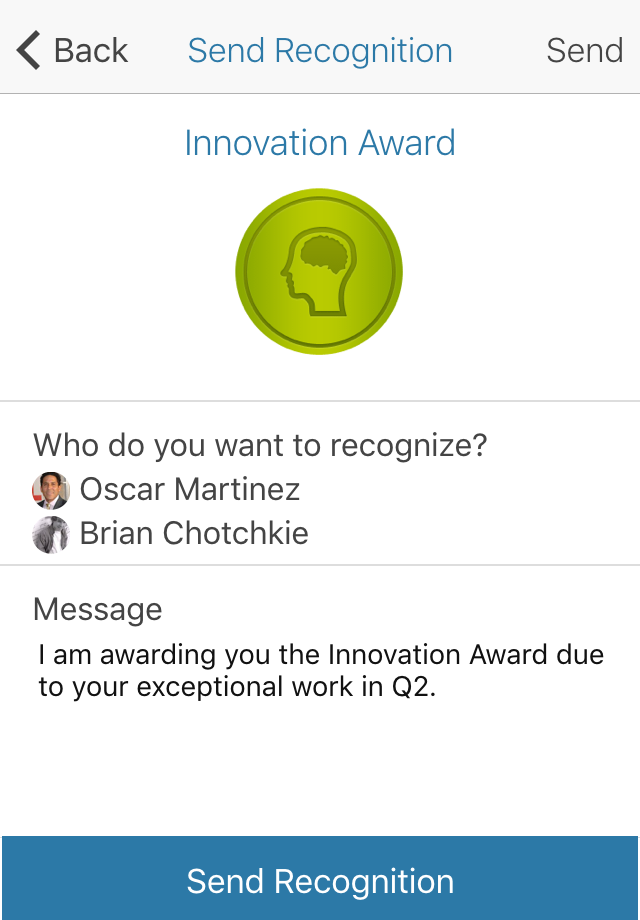 Back
Send Recognition
Send
Innovation Award
Who do you want to recognize?
Oscar Martinez
Brian Chotchkie
Message
I am awarding you the Innovation Award due
to your exceptional work in Q2.
Send Recognition